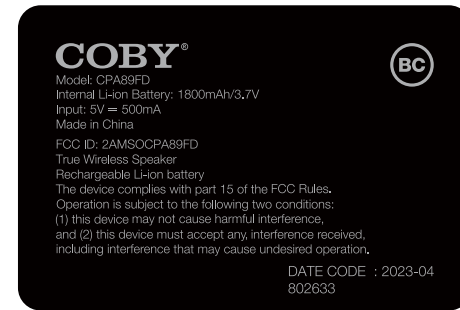 COBY®
BC
Model: CPA89FD
Internal Li-ion Battery: 1800mAh/3.7V
Input: 5V ⎓ 500mA
Made in China
FCC ID: 2AMSOCPA89FD
True Wireless Speaker
Rechargeable Li-ion battery
The device complies with part 15 of the FCC Rules.
Operation is subject to the following two conditions:
(1) this device may not cause harmful interference,
and (2) this device must accept any, interference received,
including interference that may cause undesired operation.
DATE CODE : 2023-04
802633